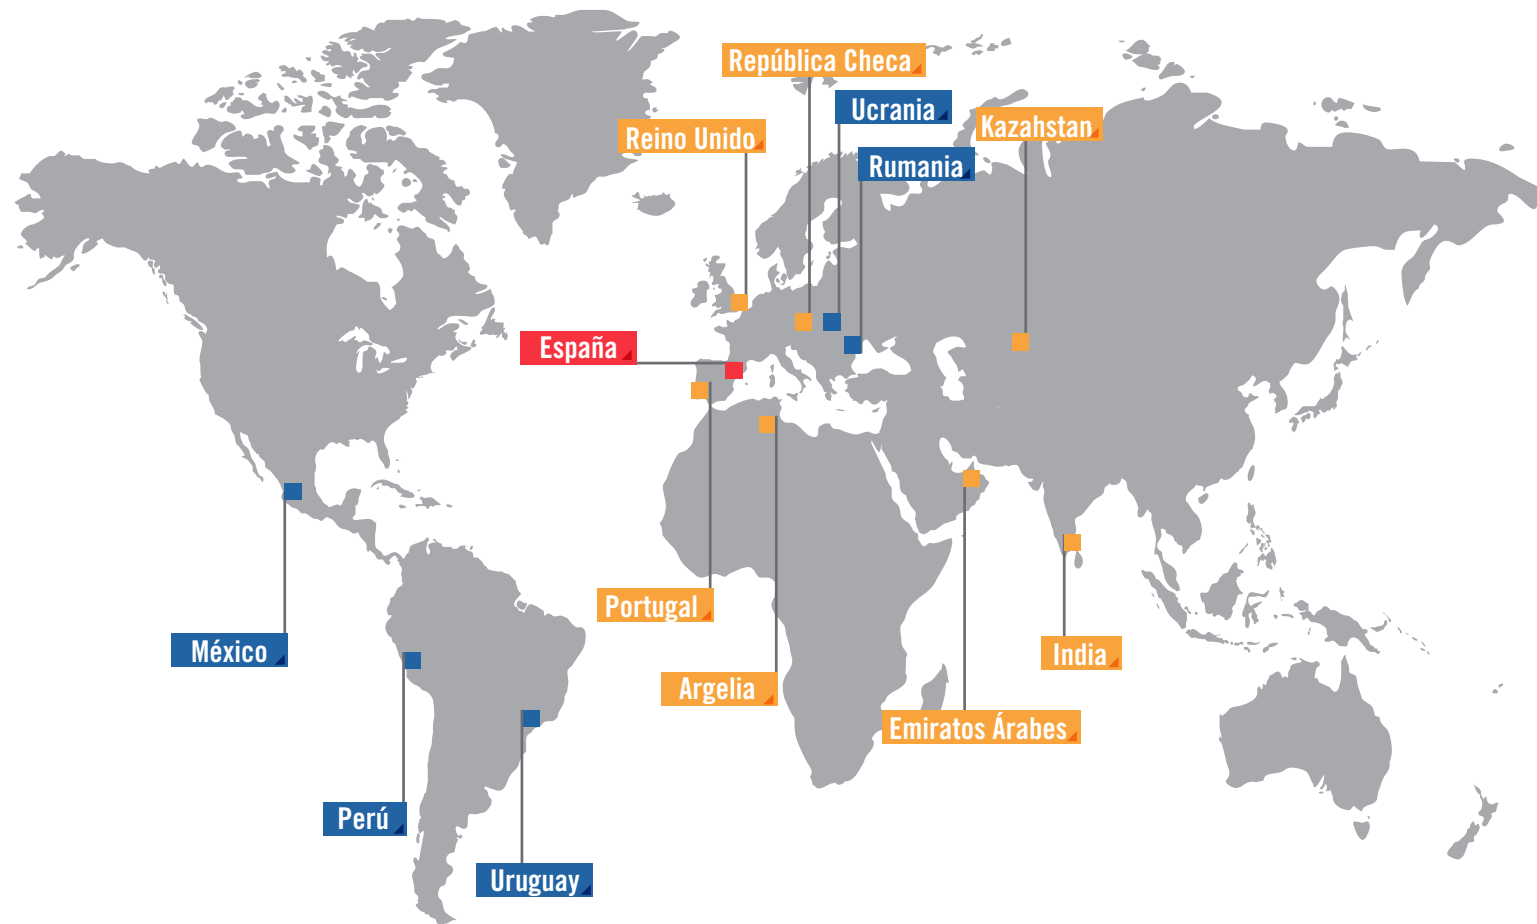 República Checa
Ucrania
Kazahstan
Reino Unido
Rumania
España
Portugal
México
India
Argelia
Emiratos Árabes
Perú
Uruguay